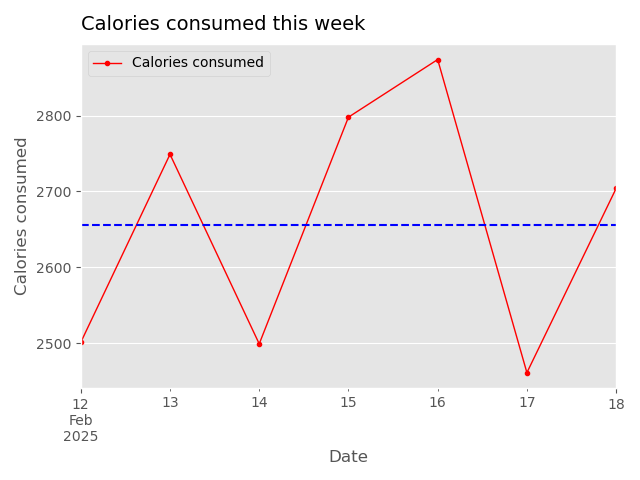 Calories consumed this week
Calories consumed
2800
2700
2600
2500
Calories consumed
12
Feb
2025
13
14
15
16
17
18
Date